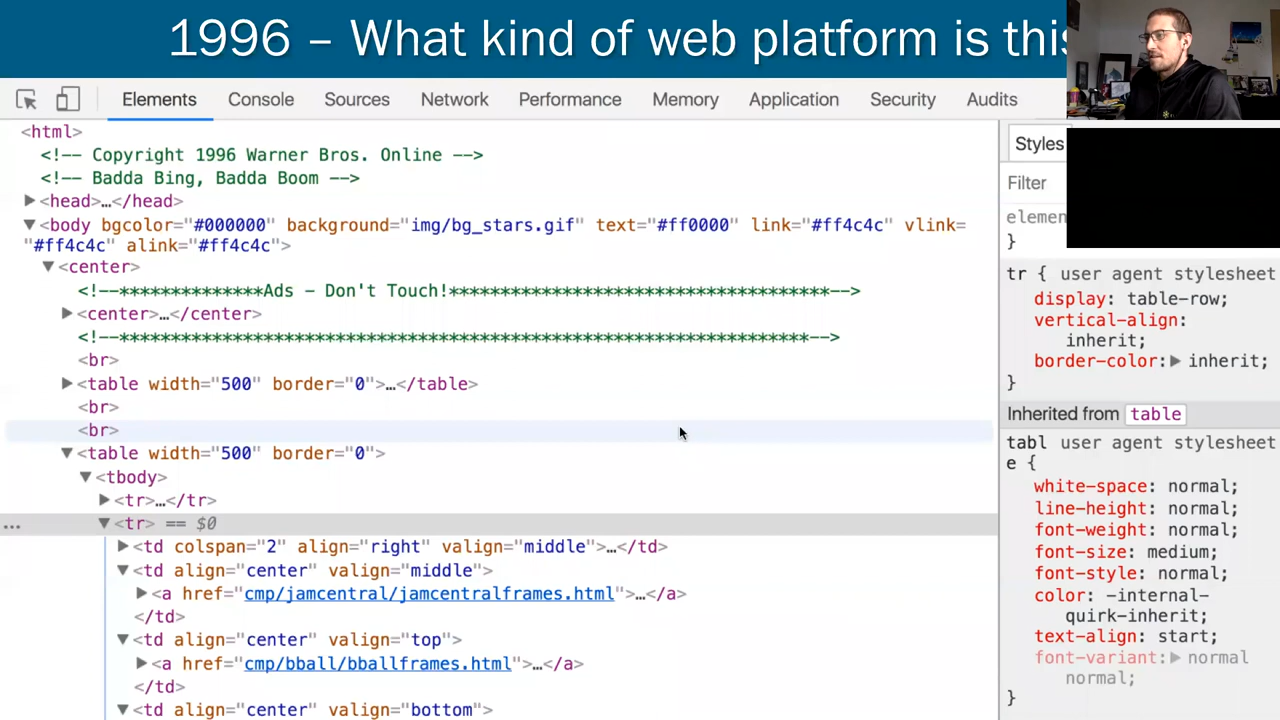 1996 – What kind of web platform is this
Elements Console Sources Network Performance Memory Application Security Audits
<html>
<!-- Copyright 1996 Warner Bros. Online -->
<!-- Badda Bing, Badda Boom -->
▶<head>…</head>
▼<body bgcolor="#000000" background="img/bg_stars.gif" text="#ff0000" link="#ff4c4c" vlink=
"#ff4c4c" alink="#ff4c4c">
▼<center>
<!--**************Ads - Don't Touch!*************************************-->
▶<center>…</center>
<!--*******************************************************************-->
<br>
▶<table width="500" border="0">…</table>
<br>
<br>
▼<table width="500" border="0">
▼<tbody>
▶<tr>…</tr>
… ▼<tr> == $0
▶<td colspan="2" align="right" valign="middle">…</td>
▼<td align="center" valign="middle">
▶<a href="cmp/jamcentral/jamcentralframes.html">…</a>
</td>
▼<td align="center" valign="top">
▶<a href="cmp/bball/bballframes.html">…</a>
</td>
▼<td align="center" valign="bottom">
Styles
Filter
elemen
}
tr { user agent stylesheet
display: table-row;
vertical-align:
inherit;
border-color:▶ inherit;
}
Inherited from table
tabl user agent stylesheet
e {
white-space: normal;
line-height: normal;
font-weight: normal;
font-size: medium;
font-style: normal;
color: -internal-
quirk-inherit;
text-align: start;
font-variant:▶ normal
normal;
}